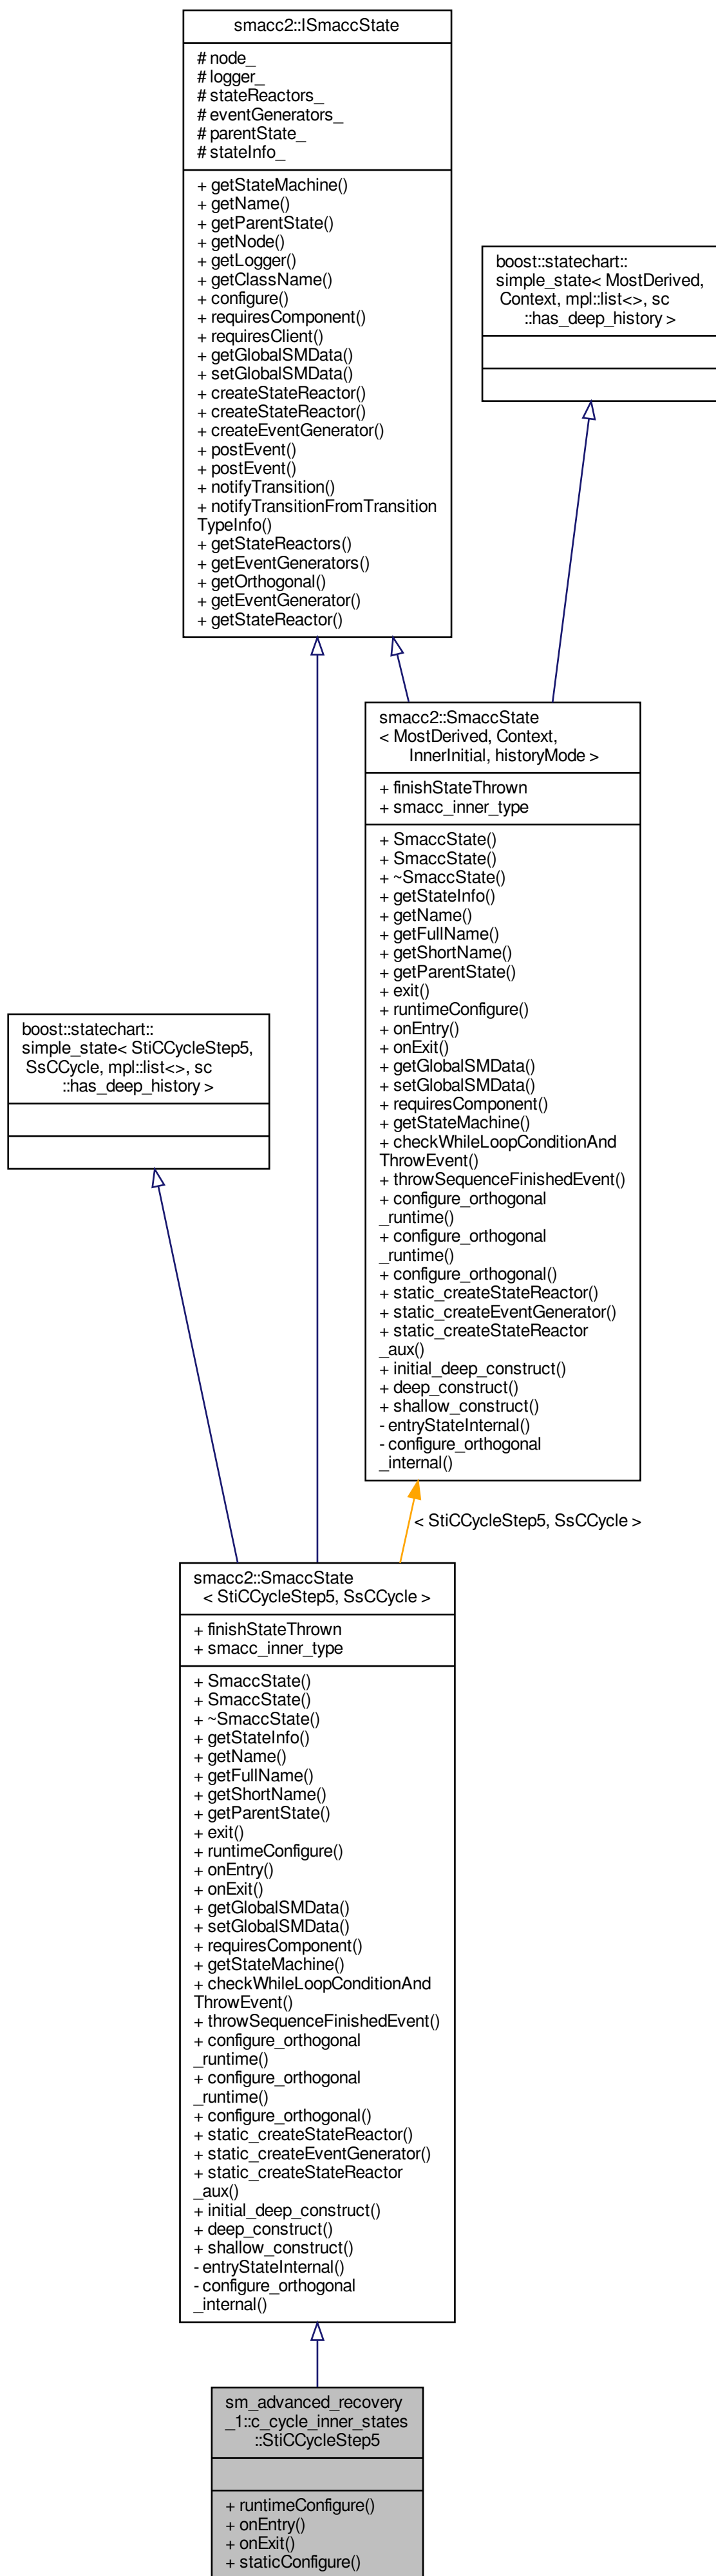 smacc2::ISmaccState
# node_
# logger_
# stateReactors_
# eventGenerators_
# parentState_
# stateInfo_
+ getStateMachine()
+ getName()
+ getParentState()
+ getNode()
+ getLogger()
+ getClassName()
+ configure()
+ requiresComponent()
+ requiresClient()
+ getGlobalSMData()
+ setGlobalSMData()
+ createStateReactor()
+ createStateReactor()
+ createEventGenerator()
+ postEvent()
+ postEvent()
+ notifyTransition()
+ notifyTransitionFromTransition
TypeInfo()
+ getStateReactors()
+ getEventGenerators()
+ getOrthogonal()
+ getEventGenerator()
+ getStateReactor()
boost::statechart::
simple_state< MostDerived,
Context, mpl::list<>, sc
::has_deep_history >
smacc2::SmaccState
< MostDerived, Context,
InnerInitial, historyMode >
+ finishStateThrown
+ smacc_inner_type
+ SmaccState()
+ SmaccState()
+ ~SmaccState()
+ getStateInfo()
+ getName()
+ getFullName()
+ getShortName()
+ getParentState()
+ exit()
+ runtimeConfigure()
+ onEntry()
+ onExit()
+ getGlobalSMData()
+ setGlobalSMData()
+ requiresComponent()
+ getStateMachine()
+ checkWhileLoopConditionAnd
ThrowEvent()
+ throwSequenceFinishedEvent()
+ configure_orthogonal
_runtime()
+ configure_orthogonal
_runtime()
+ configure_orthogonal()
+ static_createStateReactor()
+ static_createEventGenerator()
+ static_createStateReactor
_aux()
+ initial_deep_construct()
+ deep_construct()
+ shallow_construct()
- entryStateInternal()
- configure_orthogonal
_internal()
boost::statechart::
simple_state< StiCCycleStep5,
SsCCycle, mpl::list<>, sc
::has_deep_history >
< StiCCycleStep5, SsCCycle >
smacc2::SmaccState
< StiCCycleStep5, SsCCycle >
+ finishStateThrown
+ smacc_inner_type
+ SmaccState()
+ SmaccState()
+ ~SmaccState()
+ getStateInfo()
+ getName()
+ getFullName()
+ getShortName()
+ getParentState()
+ exit()
+ runtimeConfigure()
+ onEntry()
+ onExit()
+ getGlobalSMData()
+ setGlobalSMData()
+ requiresComponent()
+ getStateMachine()
+ checkWhileLoopConditionAnd
ThrowEvent()
+ throwSequenceFinishedEvent()
+ configure_orthogonal
_runtime()
+ configure_orthogonal
_runtime()
+ configure_orthogonal()
+ static_createStateReactor()
+ static_createEventGenerator()
+ static_createStateReactor
_aux()
+ initial_deep_construct()
+ deep_construct()
+ shallow_construct()
- entryStateInternal()
- configure_orthogonal
_internal()
sm_advanced_recovery
_1::c_cycle_inner_states
::StiCCycleStep5
+ runtimeConfigure()
+ onEntry()
+ onExit()
+ staticConfigure()